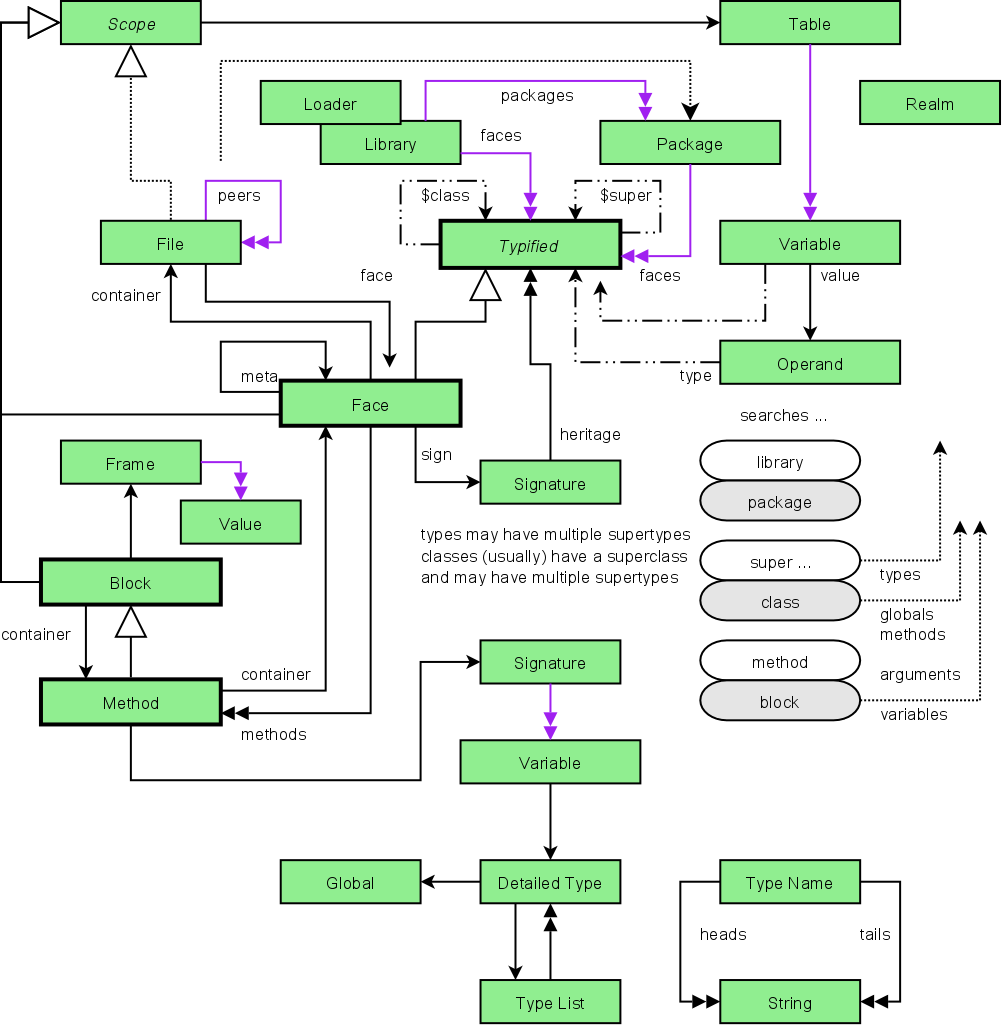 Scope
Table
Loader
packages
Realm
Library
faces
Package
$class
$super
peers
File
Typified
Variable
face
faces
value
container
meta
type
Operand
Face
searches ...
heritage
sign
Frame
library
Signature
package
Value
types may have multiple supertypes
classes (usually) have a superclass
and may have multiple supertypes
super ...
types
Block
class
globals
methods
container
Signature
method
container
arguments
Method
block
variables
methods
Variable
Global
Detailed Type
Type Name
heads
tails
Type List
String